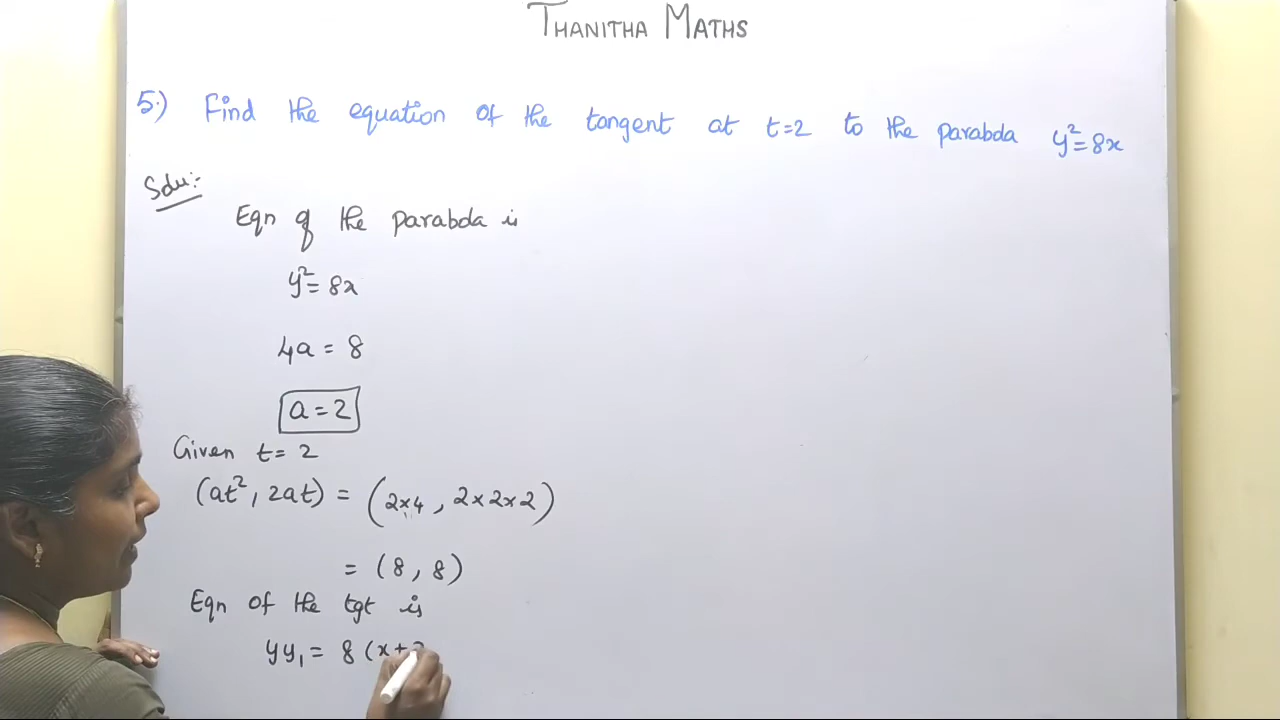 THANITHA MATHS
5.) Find the equation of the tangent at t=2 to the parabola y²=8x
Solu:-
Eqn of the parabola is
y²= 8x
4a = 8
a = 2
Given t= 2
(at², 2at) = (2×4, 2×2×2)
= (8, 8)
Eqn of the tgt is
yy₁ = 8 (x+